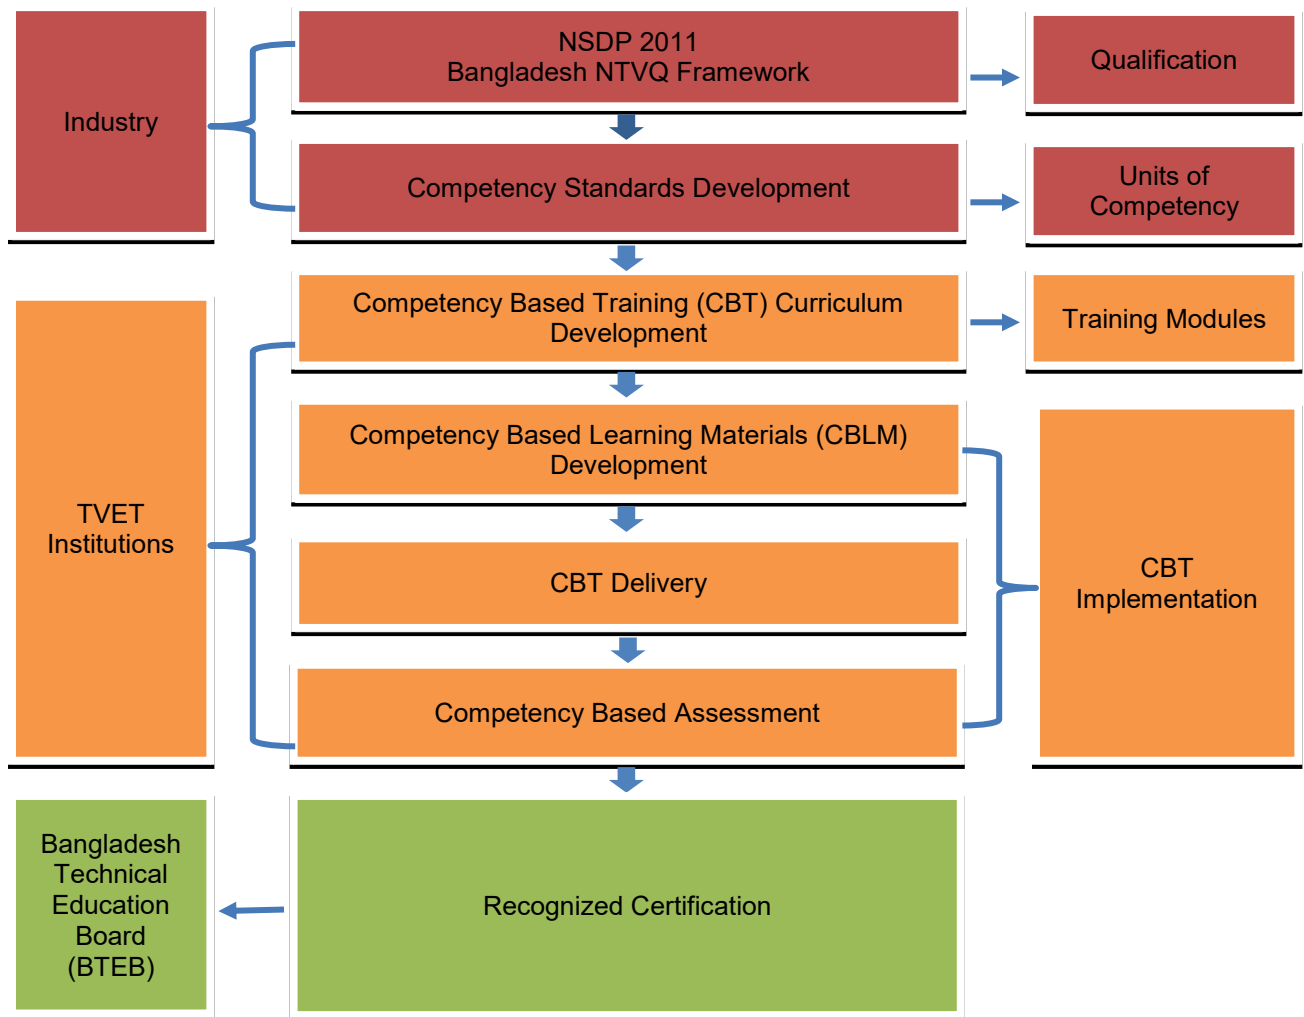 NSDP 2011
Bangladesh NTVQ Framework
Qualification
Industry
Competency Standards Development
Units of
Competency
Competency Based Training (CBT) Curriculum
Development
Training Modules
Competency Based Learning Materials (CBLM)
Development
TVET
Institutions
CBT Delivery
CBT
Implementation
Competency Based Assessment
Bangladesh
Technical
Education
Board
(BTEB)
Recognized Certification